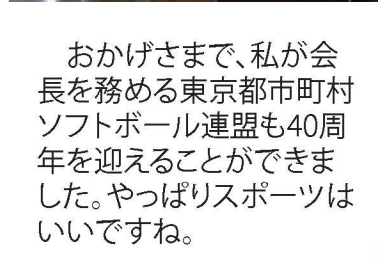 おかげさまで、私が会
長を務める東京都市町村
ソフトボール連盟も40周
年を迎えることができま
した。やっぱりスポーツは
いいですね。